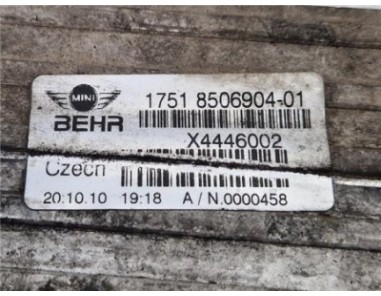 MINI
1751 8506904-01
BEHR
X4446002
Czech
20.10.10 19:18 A / N.0000458